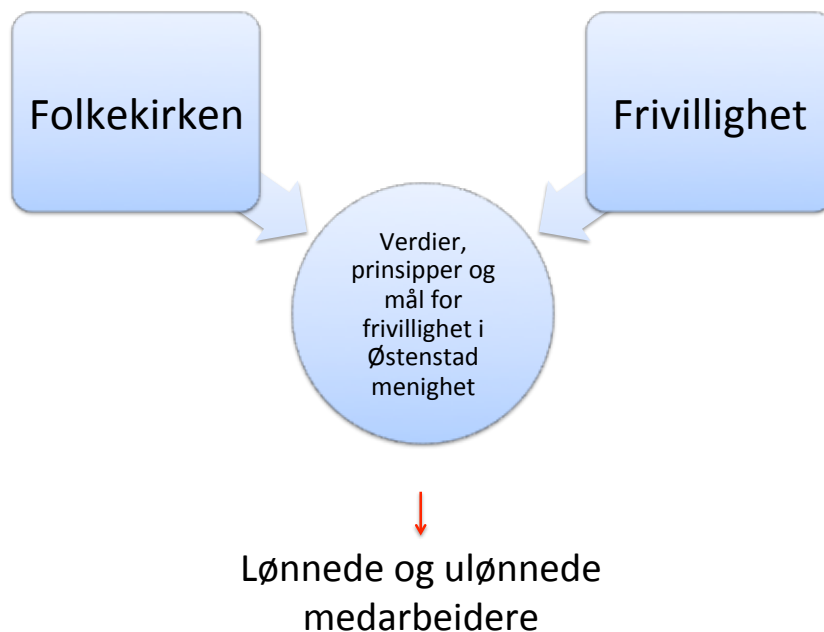 Folkekirken
Frivillighet
Verdier,
prinsipper og
mål for
frivillighet i
Østenstad
menighet
Lønnede og ulønnede
medarbeidere